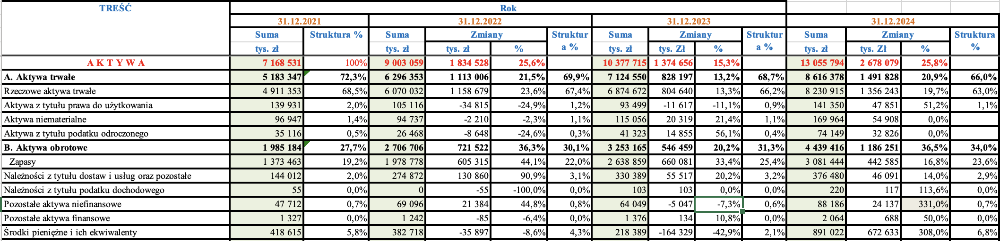 TREŚĆ Rok
31.12.2021 31.12.2022 31.12.2023 31.12.2024
Suma Struktura % Suma Zmiany Struktur Suma Zmiany Struktur Suma Zmiany Struktura
tys. zł tys. zł tys. zł % a % tys. zł tys. Zł % a % tys. zł tys. Zł % %
A K T Y W A 7 168 531 100% 9 003 059 1 834 528 25,6% 10 377 715 1 374 656 15,3% 13 055 794 2 678 079 25,8%
A. Aktywa trwałe 5 183 347 72,3% 6 296 353 1 113 006 21,5% 69,9% 7 124 550 828 197 13,2% 68,7% 8 616 378 1 491 828 20,9% 66,0%
Rzeczowe aktywa trwałe 4 911 353 68,5% 6 070 032 1 158 679 23,6% 67,4% 6 874 672 804 640 13,3% 66,2% 8 230 915 1 356 243 19,7% 63,0%
Aktywa z tytułu prawa do użytkowania 139 931 2,0% 105 116 -34 815 -24,9% 1,2% 93 499 -11 617 -11,1% 0,9% 141 350 47 851 51,2% 1,1%
Aktywa niematerialne 96 947 1,4% 94 737 -2 210 -2,3% 1,1% 115 056 20 319 21,4% 1,1% 169 964 54 908 0,0%
Aktywa z tytułu podatku odroczonego 35 116 0,5% 26 468 -8 648 -24,6% 0,3% 41 323 14 855 56,1% 0,4% 74 149 32 826 0,0%
B. Aktywa obrotowe 1 985 184 27,7% 2 706 706 721 522 36,3% 30,1% 3 253 165 546 459 20,2% 31,3% 4 439 416 1 186 251 36,5% 34,0%
Zapasy 1 373 463 19,2% 1 978 778 605 315 44,1% 22,0% 2 638 859 660 081 33,4% 25,4% 3 081 444 442 585 16,8% 23,6%
Należności z tytułu dostaw i usług oraz pozostałe 144 012 2,0% 274 872 130 860 90,9% 3,1% 330 389 55 517 20,2% 3,2% 376 480 46 091 14,0% 2,9%
Należności z tytułu podatku dochodowego 55 0,0% 0 -55 -100,0% 0,0% 103 103 0,0% 0,0% 220 117 113,6% 0,0%
Pozostałe aktywa niefinansowe 47 712 0,7% 69 096 21 384 44,8% 0,8% 64 049 -5 047 -7,3% 0,6% 88 186 24 137 331,0% 0,7%
Pozostałe aktywa finansowe 1 327 0,0% 1 242 -85 -6,4% 0,0% 1 376 134 10,8% 0,0% 2 064 688 50,0% 0,0%
Środki pieniężne i ich ekwiwalenty 418 615 5,8% 382 718 -35 897 -8,6% 4,3% 218 389 -164 329 -42,9% 2,1% 891 022 672 633 308,0% 6,8%